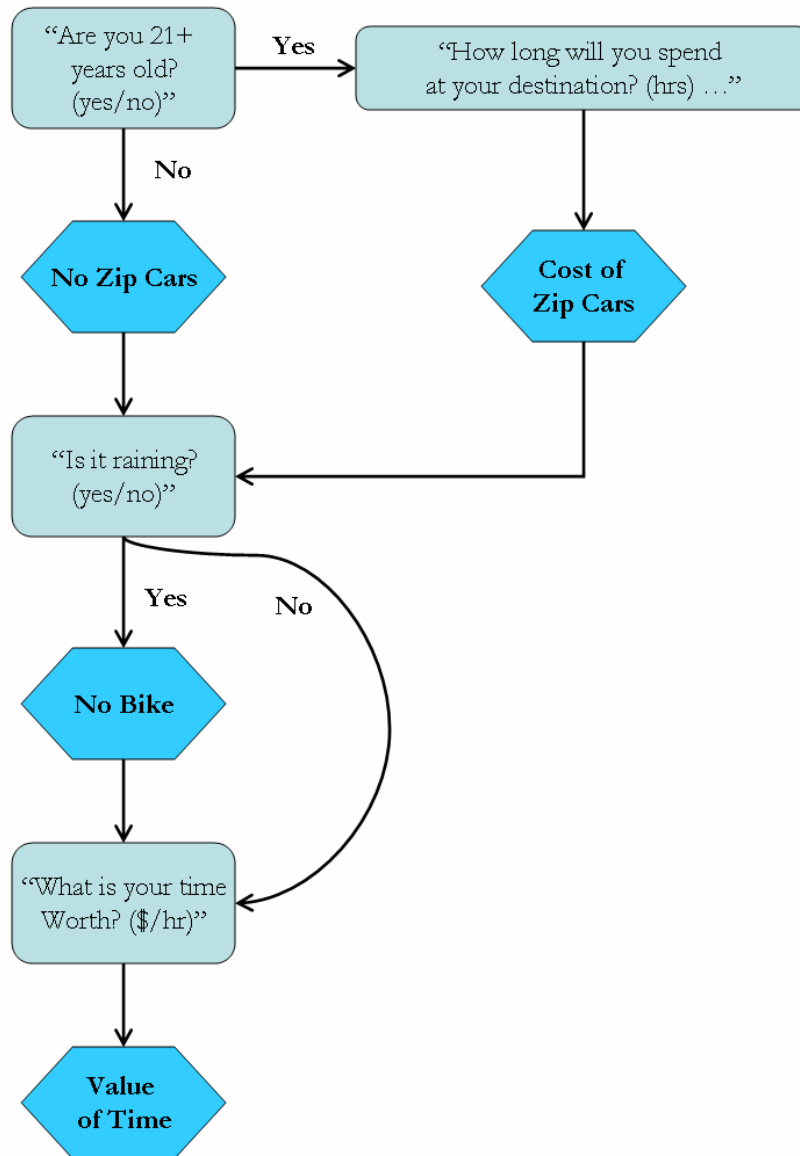 “Are you 21+
years old?
(yes/no)”
Yes
“How long will you spend
at your destination? (hrs) …”
No
No Zip Cars
Cost of
Zip Cars
“Is it raining?
(yes/no)”
Yes
No
No Bike
“What is your time
Worth? ($/hr)”
Value
of Time